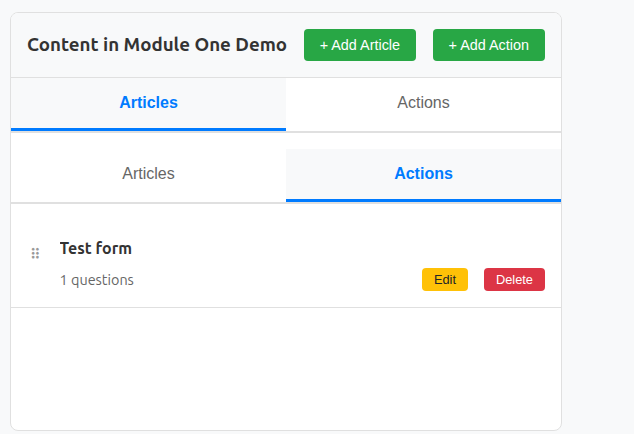 Content in Module One Demo + Add Article + Add Action
Articles Actions
Articles Actions
Test form
1 questions Edit Delete